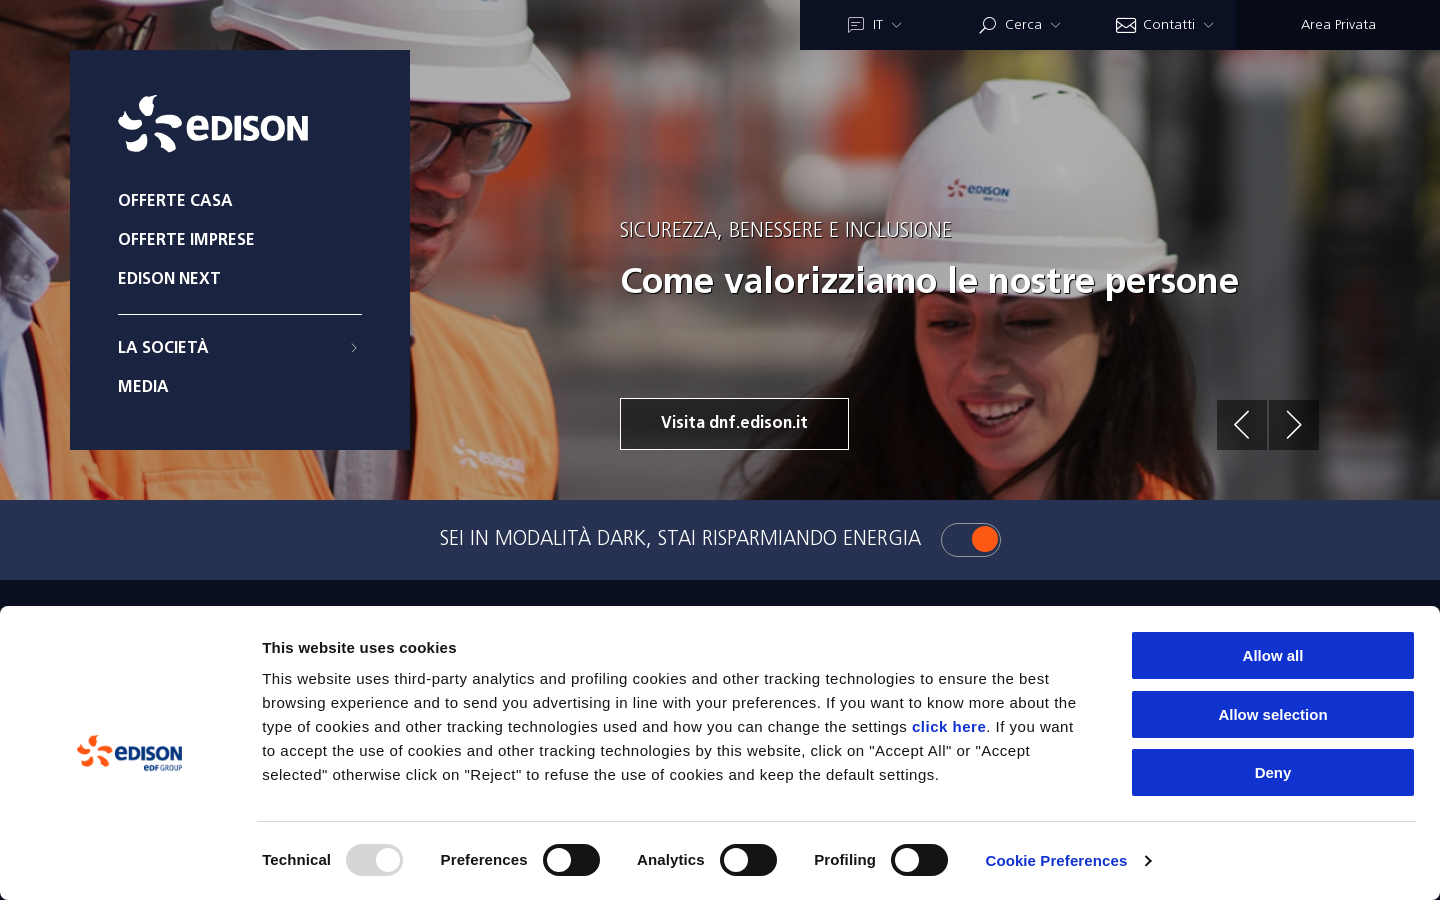 IT
Cerca
Contatti
Area Privata
EDISON
OFFERTE CASA
OFFERTE IMPRESE
EDISON NEXT
LA SOCIETÀ
MEDIA
EDISON
EDF GROUP
SICUREZZA, BENESSERE E INCLUSIONE
Come valorizziamo le nostre persone
Visita dnf.edison.it
EDISON
SEI IN MODALITÀ DARK, STAI RISPARMIANDO ENERGIA
EDISON
EDF GROUP
This website uses cookies
This website uses third-party analytics and profiling cookies and other tracking technologies to ensure the best
browsing experience and to send you advertising in line with your preferences. If you want to know more about the
type of cookies and other tracking technologies used and how you can change the settings click here. If you want
to accept the use of cookies and other tracking technologies by this website, click on "Accept All" or "Accept
selected" otherwise click on "Reject" to refuse the use of cookies and keep the default settings.
Allow all
Allow selection
Deny
Technical
Preferences
Analytics
Profiling
Cookie Preferences